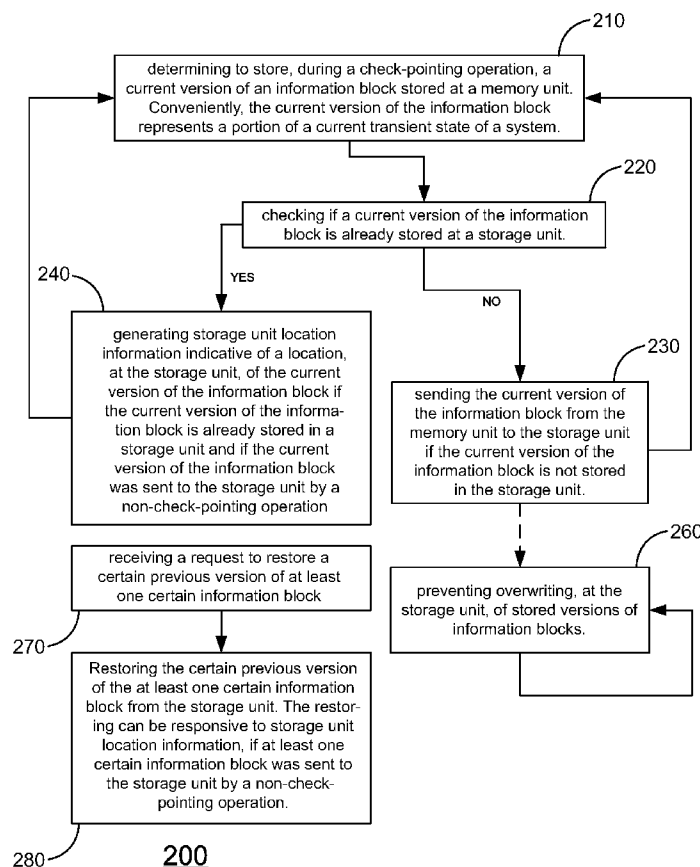 210
determining to store, during a check-pointing operation, a
current version of an information block stored at a memory unit.
Conveniently, the current version of the information block
represents a portion of a current transient state of a system.
220
checking if a current version of the information
block is already stored at a storage unit.
240
YES
NO
generating storage unit location
information indicative of a location,
at the storage unit, of the current
version of the information block if
the current version of the informa-
tion block is already stored in a
storage unit and if the current
version of the information block
was sent to the storage unit by a
non-check-pointing operation
230
sending the current version of
the information block from the
memory unit to the storage unit
if the current version of the
information block is not stored
in the storage unit.
260
preventing overwriting, at the
storage unit, of stored versions of
information blocks.
receiving a request to restore a
certain previous version of at least
one certain information block
270
Restoring the certain previous version
of the at least one certain information
block from the storage unit. The restor-
ing can be responsive to storage unit
location information, if at least one
certain information block was sent to
the storage unit by a non-check-
pointing operation.
280
200